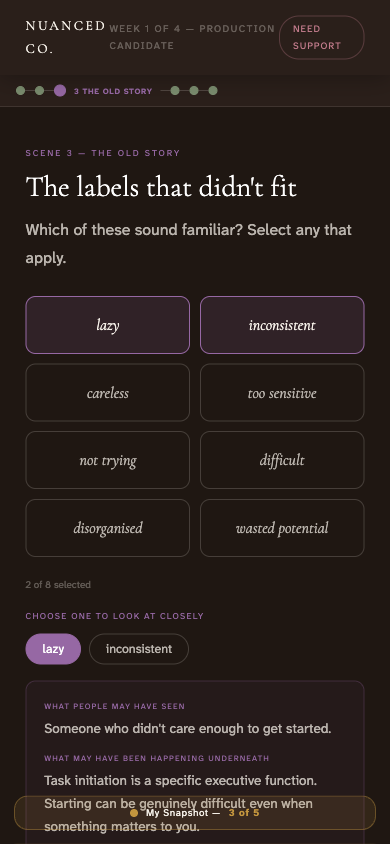 NUANCED CO.
WEEK 1 OF 4 — PRODUCTION CANDIDATE
NEED SUPPORT
3 THE OLD STORY
SCENE 3 — THE OLD STORY
The labels that didn't fit
Which of these sound familiar? Select any that
apply.
lazy
inconsistent
careless
too sensitive
not trying
difficult
disorganised
wasted potential
2 of 8 selected
CHOOSE ONE TO LOOK AT CLOSELY
lazy
inconsistent
WHAT PEOPLE MAY HAVE SEEN
Someone who didn't care enough to get started.
WHAT MAY HAVE BEEN HAPPENING UNDERNEATH
Task initiation is a specific executive function.
Starting can be genuinely difficult even when
something matters to you.
My Snapshot — 3 of 5